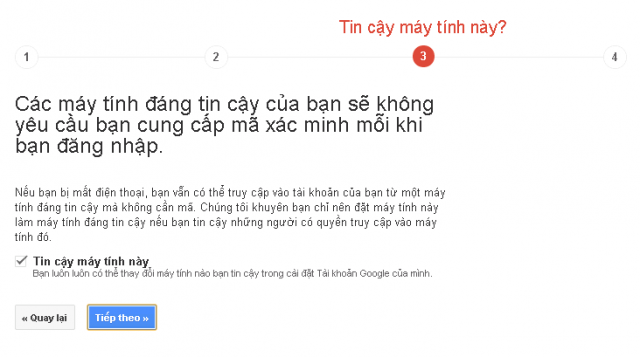 Tin cậy máy tính này?
1 2 3 4
Các máy tính đáng tin cậy của bạn sẽ không
yêu cầu bạn cung cấp mã xác minh mỗi khi
bạn đăng nhập.
Nếu bạn bị mất điện thoại, bạn vẫn có thể truy cập vào tài khoản của bạn từ một máy
tính đáng tin cậy mà không cần mã. Chúng tôi khuyên bạn chỉ nên đặt máy tính này
làm máy tính đáng tin cậy nếu bạn tin cậy những người có quyền truy cập vào máy
tính đó.
Tin cậy máy tính này
Bạn luôn luôn có thể thay đổi máy tính nào bạn tin cậy trong cài đặt Tài khoản Google của mình.
« Quay lại Tiếp theo »